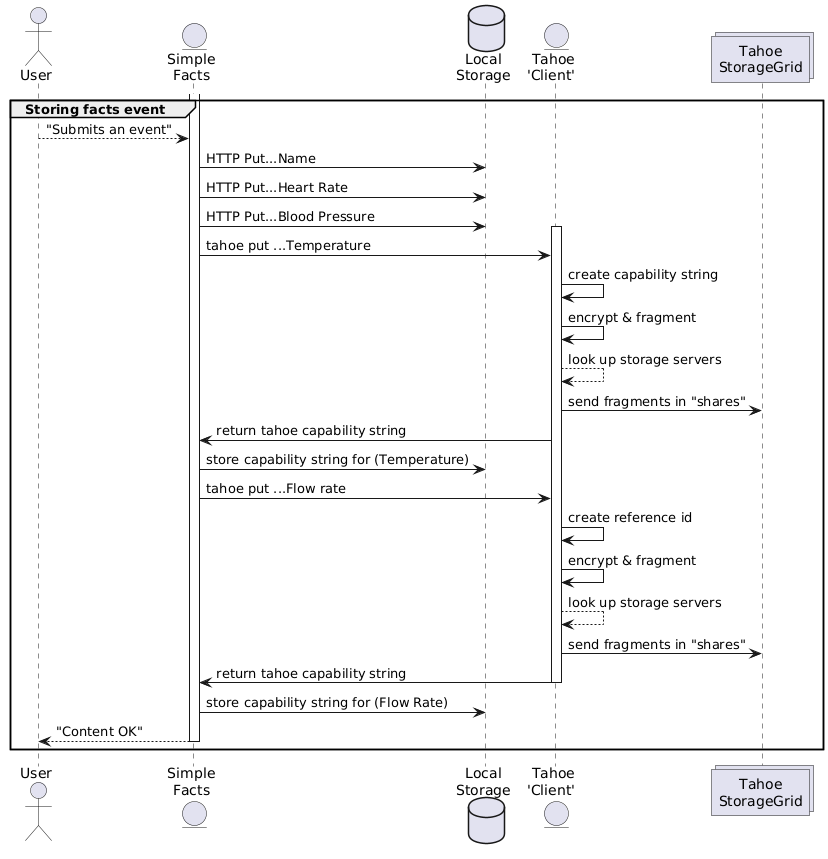 User
Simple
Facts
Local
Storage
Tahoe
'Client'
Tahoe
StorageGrid
Storing facts event
"Submits an event"
HTTP Put...Name
HTTP Put...Heart Rate
HTTP Put...Blood Pressure
tahoe put ...Temperature
create capability string
encrypt & fragment
look up storage servers
send fragments in "shares"
return tahoe capability string
store capability string for (Temperature)
tahoe put ...Flow rate
create reference id
encrypt & fragment
look up storage servers
send fragments in "shares"
return tahoe capability string
store capability string for (Flow Rate)
"Content OK"
User
Simple
Facts
Local
Storage
Tahoe
'Client'
Tahoe
StorageGrid